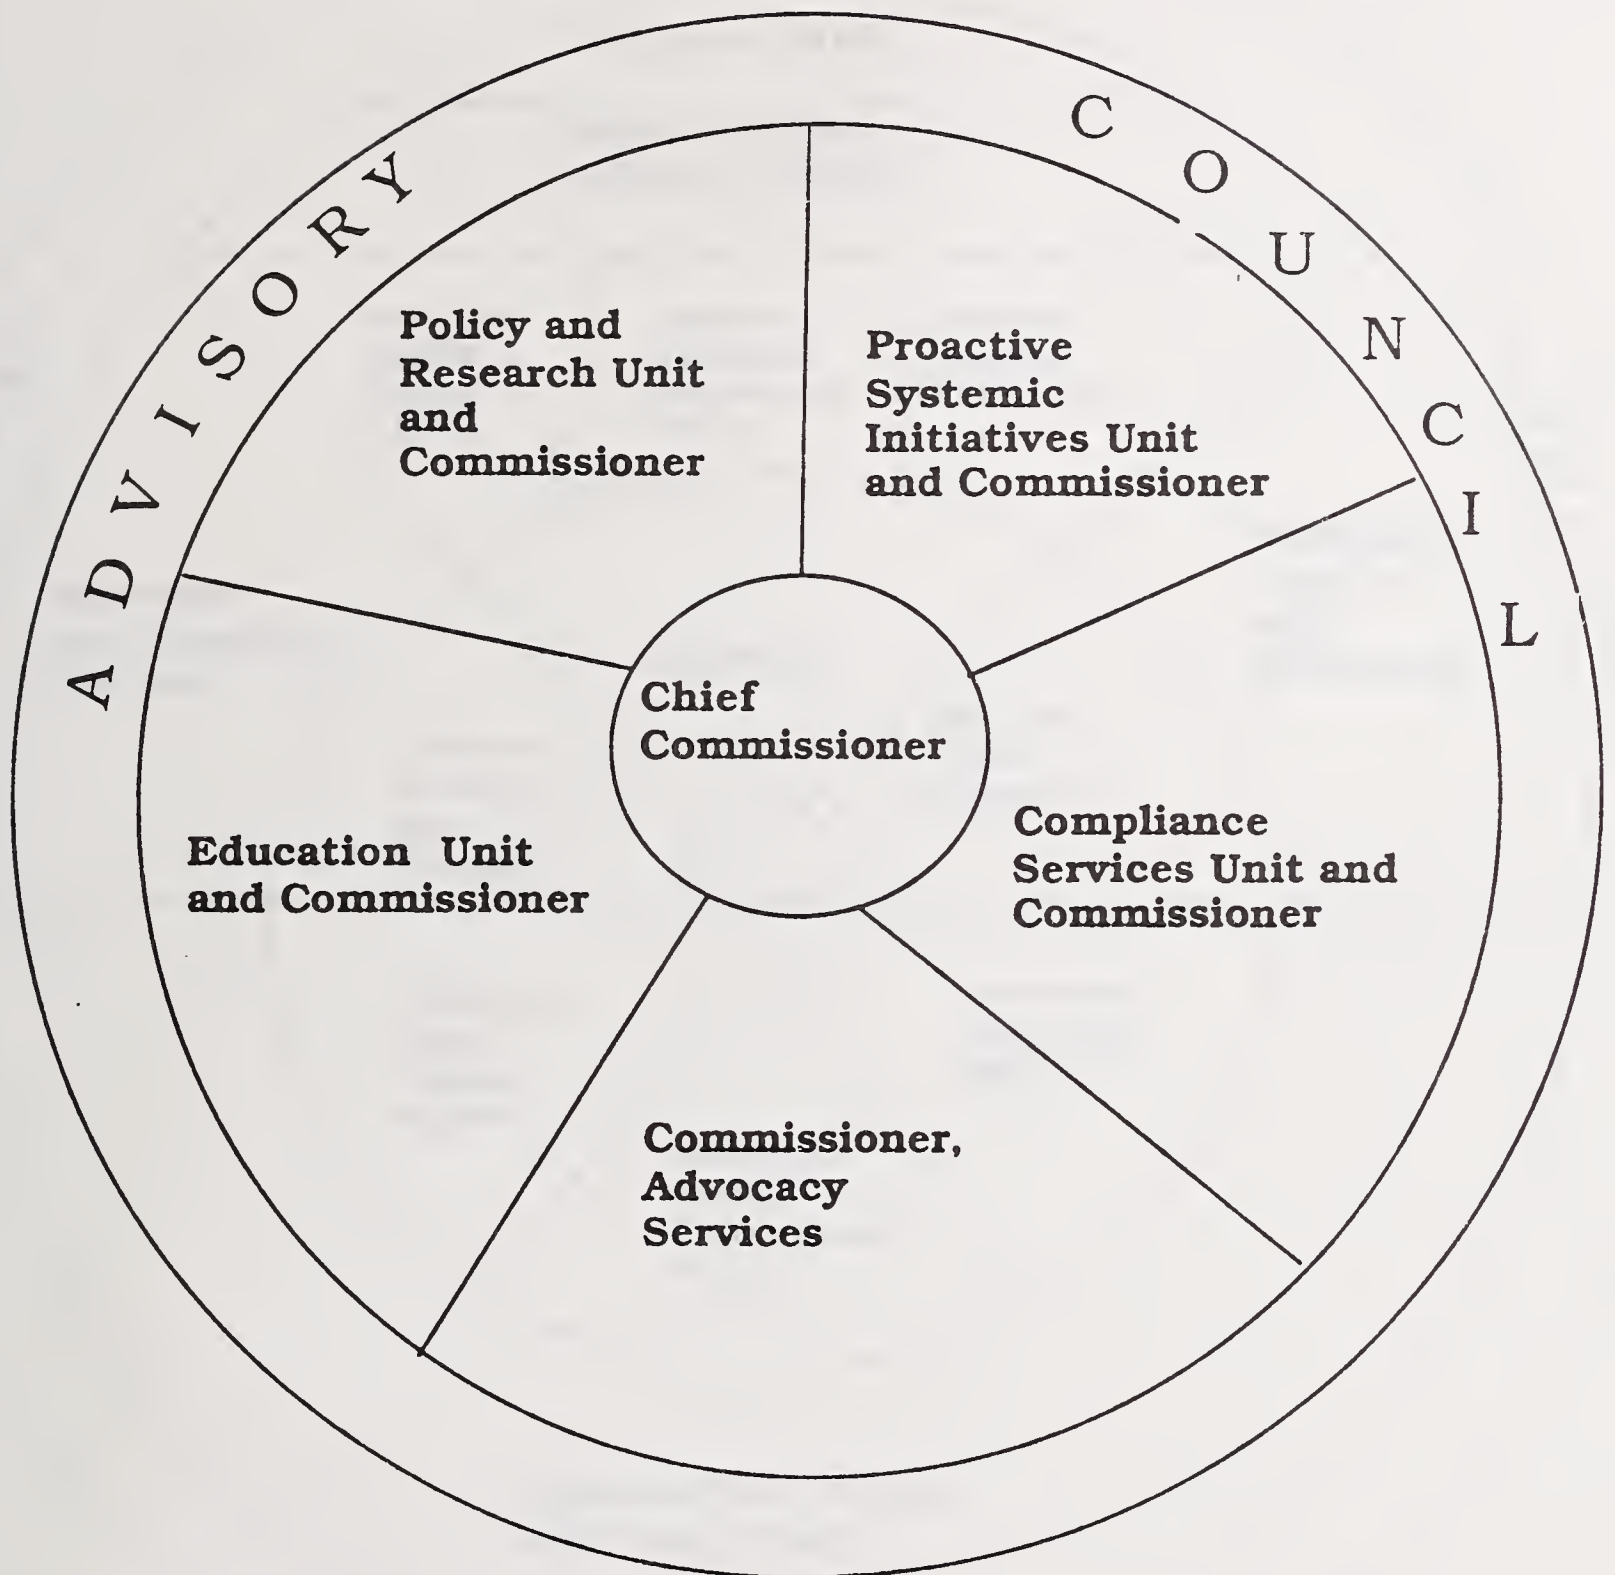 ADVISORY COUNCIL
Policy and
Research Unit
and
Commissioner
Proactive
Systemic
Initiatives Unit
and Commissioner
Chief
Commissioner
Education Unit
and Commissioner
Compliance
Services Unit and
Commissioner
Commissioner,
Advocacy
Services